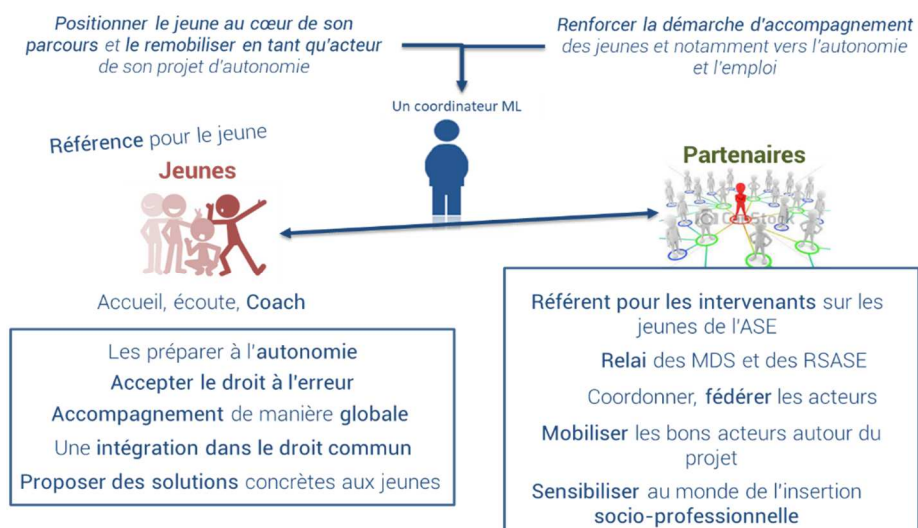 Positionner le jeune au cœur de son
parcours et le remobiliser en tant qu'acteur
de son projet d'autonomie
Renforcer la démarche d'accompagnement
des jeunes et notamment vers l'autonomie
et l'emploi
Un coordinateur ML
Référence pour le jeune
Jeunes
Partenaires
Accueil, écoute, Coach
Les préparer à l'autonomie
Accepter le droit à l'erreur
Accompagnement de manière globale
Une intégration dans le droit commun
Proposer des solutions concrètes aux jeunes
Référent pour les intervenants sur les
jeunes de l'ASE
Relai des MDS et des RSASE
Coordonner, fédérer les acteurs
Mobiliser les bons acteurs autour du
projet
Sensibiliser au monde de l'insertion
socio-professionnelle